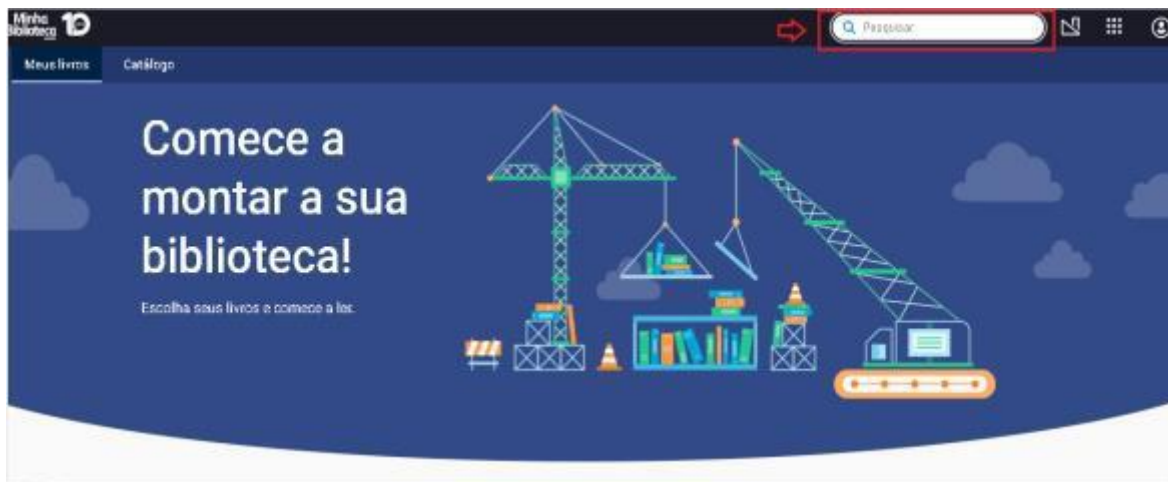 Minha
Biblioteca 10
Pesquisar
Meus livros
Catálogo
Comece a
montar a sua
biblioteca!
Escolha seus livros e comece a ler.